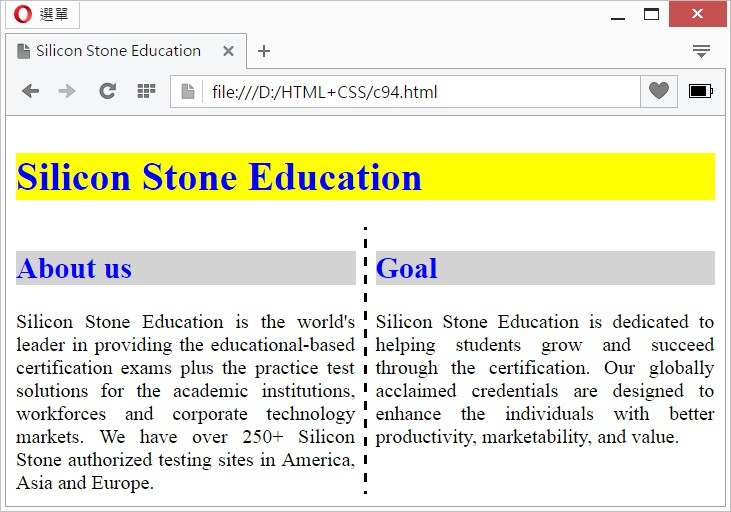 選單
Silicon Stone Education
file:///D:/HTML+CSS/c94.html
Silicon Stone Education
About us
Silicon Stone Education is the world's
leader in providing the educational-based
certification exams plus the practice test
solutions for the academic institutions,
workforces and corporate technology
markets. We have over 250+ Silicon
Stone authorized testing sites in America,
Asia and Europe.
Goal
Silicon Stone Education is dedicated to
helping students grow and succeed
through the certification. Our globally
acclaimed credentials are designed to
enhance the individuals with better
productivity, marketability, and value.